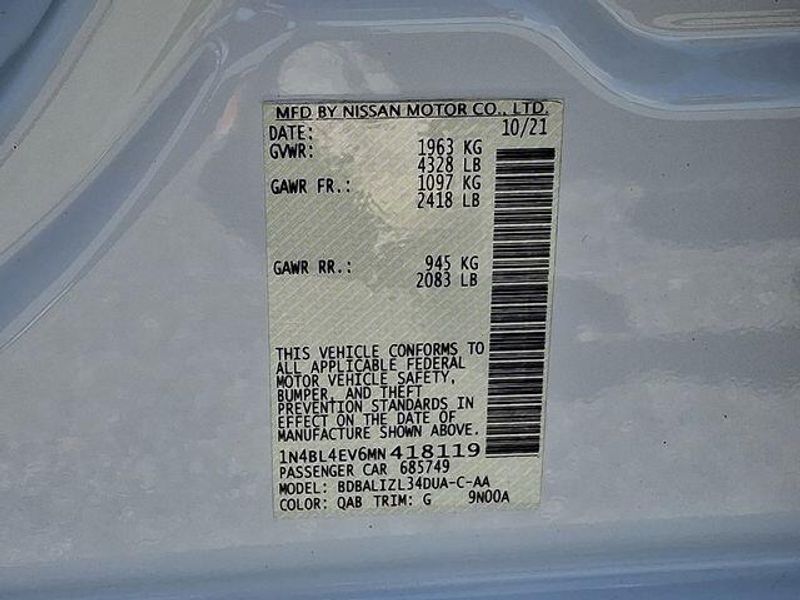 MFD BY NISSAN MOTOR CO., LTD.
DATE: 10/21
GVWR: 1963 KG
4328 LB
GAWR FR.: 1097 KG
2418 LB
GAWR RR.: 945 KG
2083 LB
THIS VEHICLE CONFORMS TO
ALL APPLICABLE FEDERAL
MOTOR VEHICLE SAFETY,
BUMPER, AND THEFT
PREVENTION STANDARDS IN
EFFECT ON THE DATE OF
MANUFACTURE SHOWN ABOVE.
1N4BL4EV6MN 418119
PASSENGER CAR 685749
MODEL: BDBALIZL34DUA-C-AA
COLOR: QAB TRIM: G 9N00A